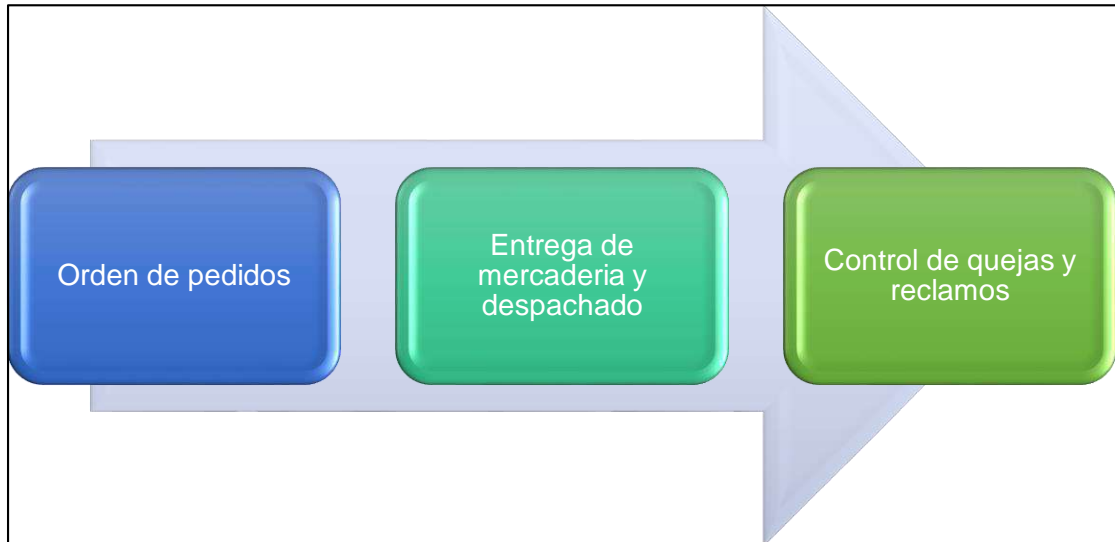 Orden de pedidos
Entrega de
mercaderia y
despachado
Control de quejas y
reclamos